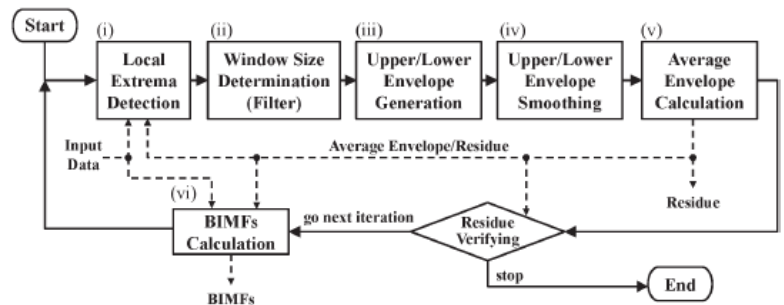 Start
(i)
Local
Extrema
Detection
(ii)
Window Size
Determination
(Filter)
(iii)
Upper/Lower
Envelope
Generation
(iv)
Upper/Lower
Envelope
Smoothing
(v)
Average
Envelope
Calculation
Input
Data
Average Envelope/Residue
Residue
(vi)
BIMFs
Calculation
go next iteration
Residue
Verifying
stop
End
BIMFs